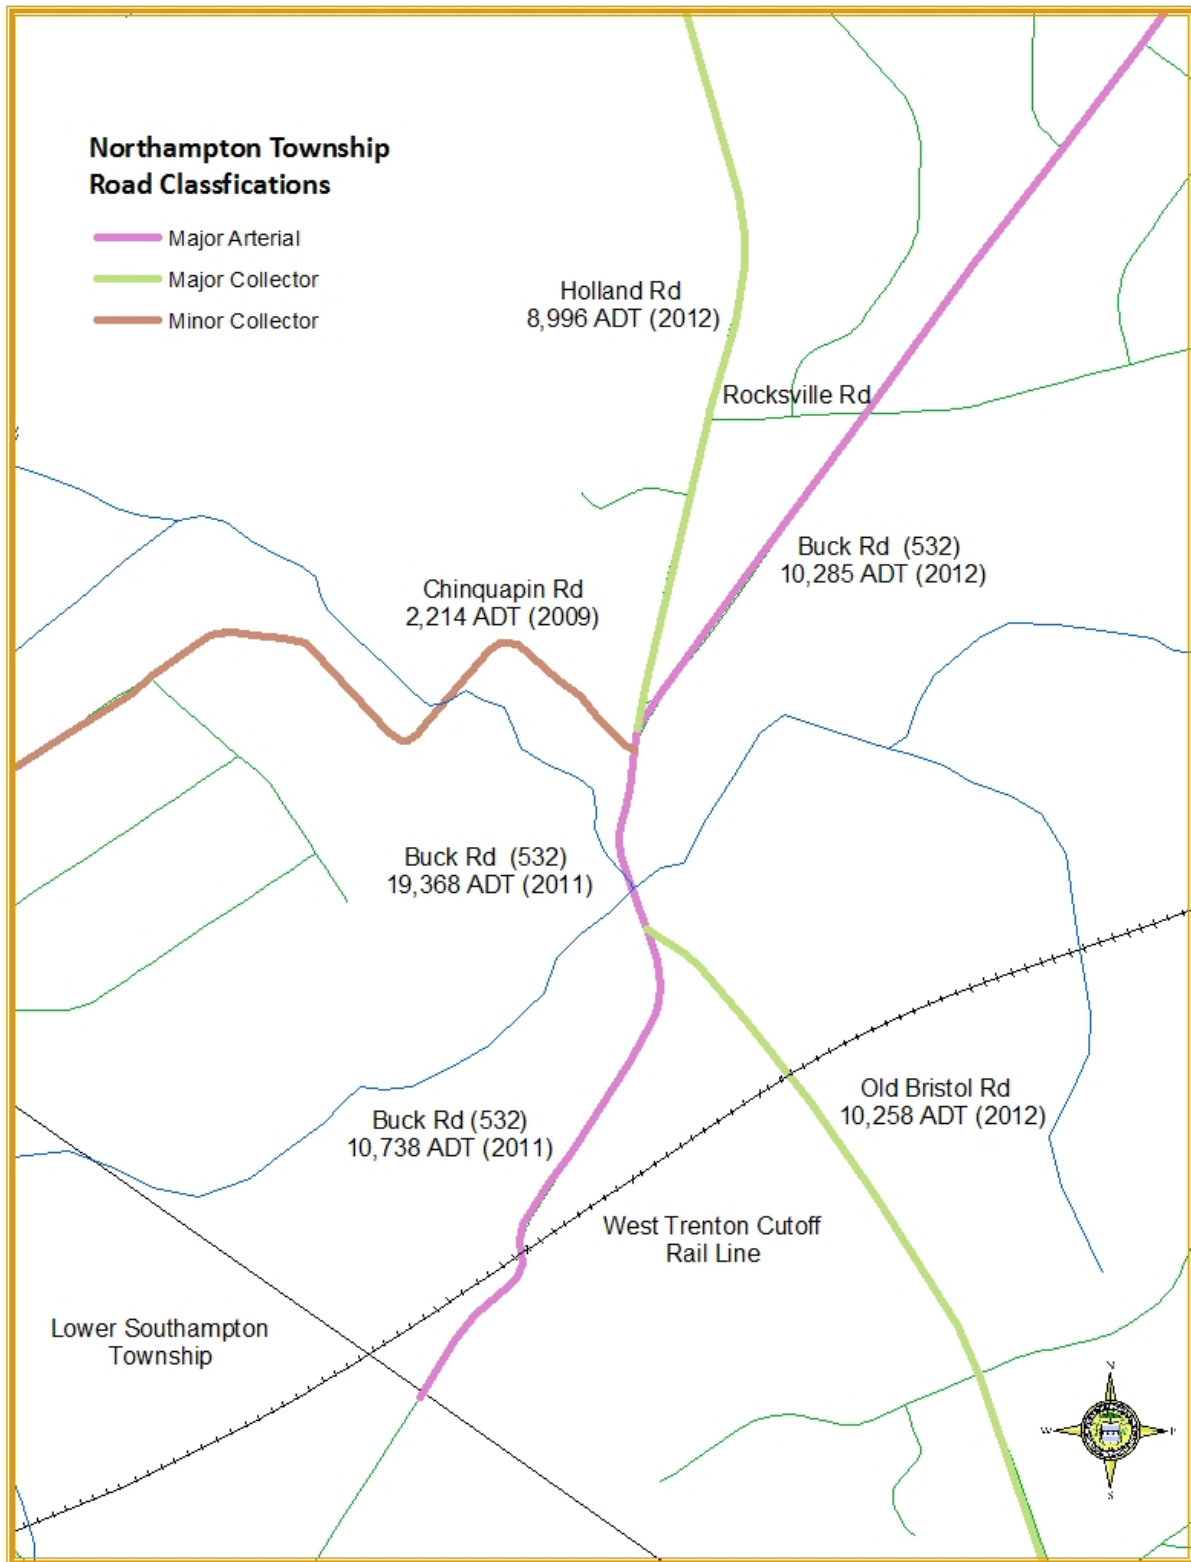 Northampton Township
Road Classfications
Major Arterial
Major Collector
Minor Collector
Holland Rd
8,996 ADT (2012)
Rocksville Rd
Buck Rd (532)
10,285 ADT (2012)
Chinquapin Rd
2,214 ADT (2009)
Buck Rd (532)
19,368 ADT (2011)
Old Bristol Rd
10,258 ADT (2012)
Buck Rd (532)
10,738 ADT (2011)
West Trenton Cutoff
Rail Line
Lower Southampton
Township
N
W
S